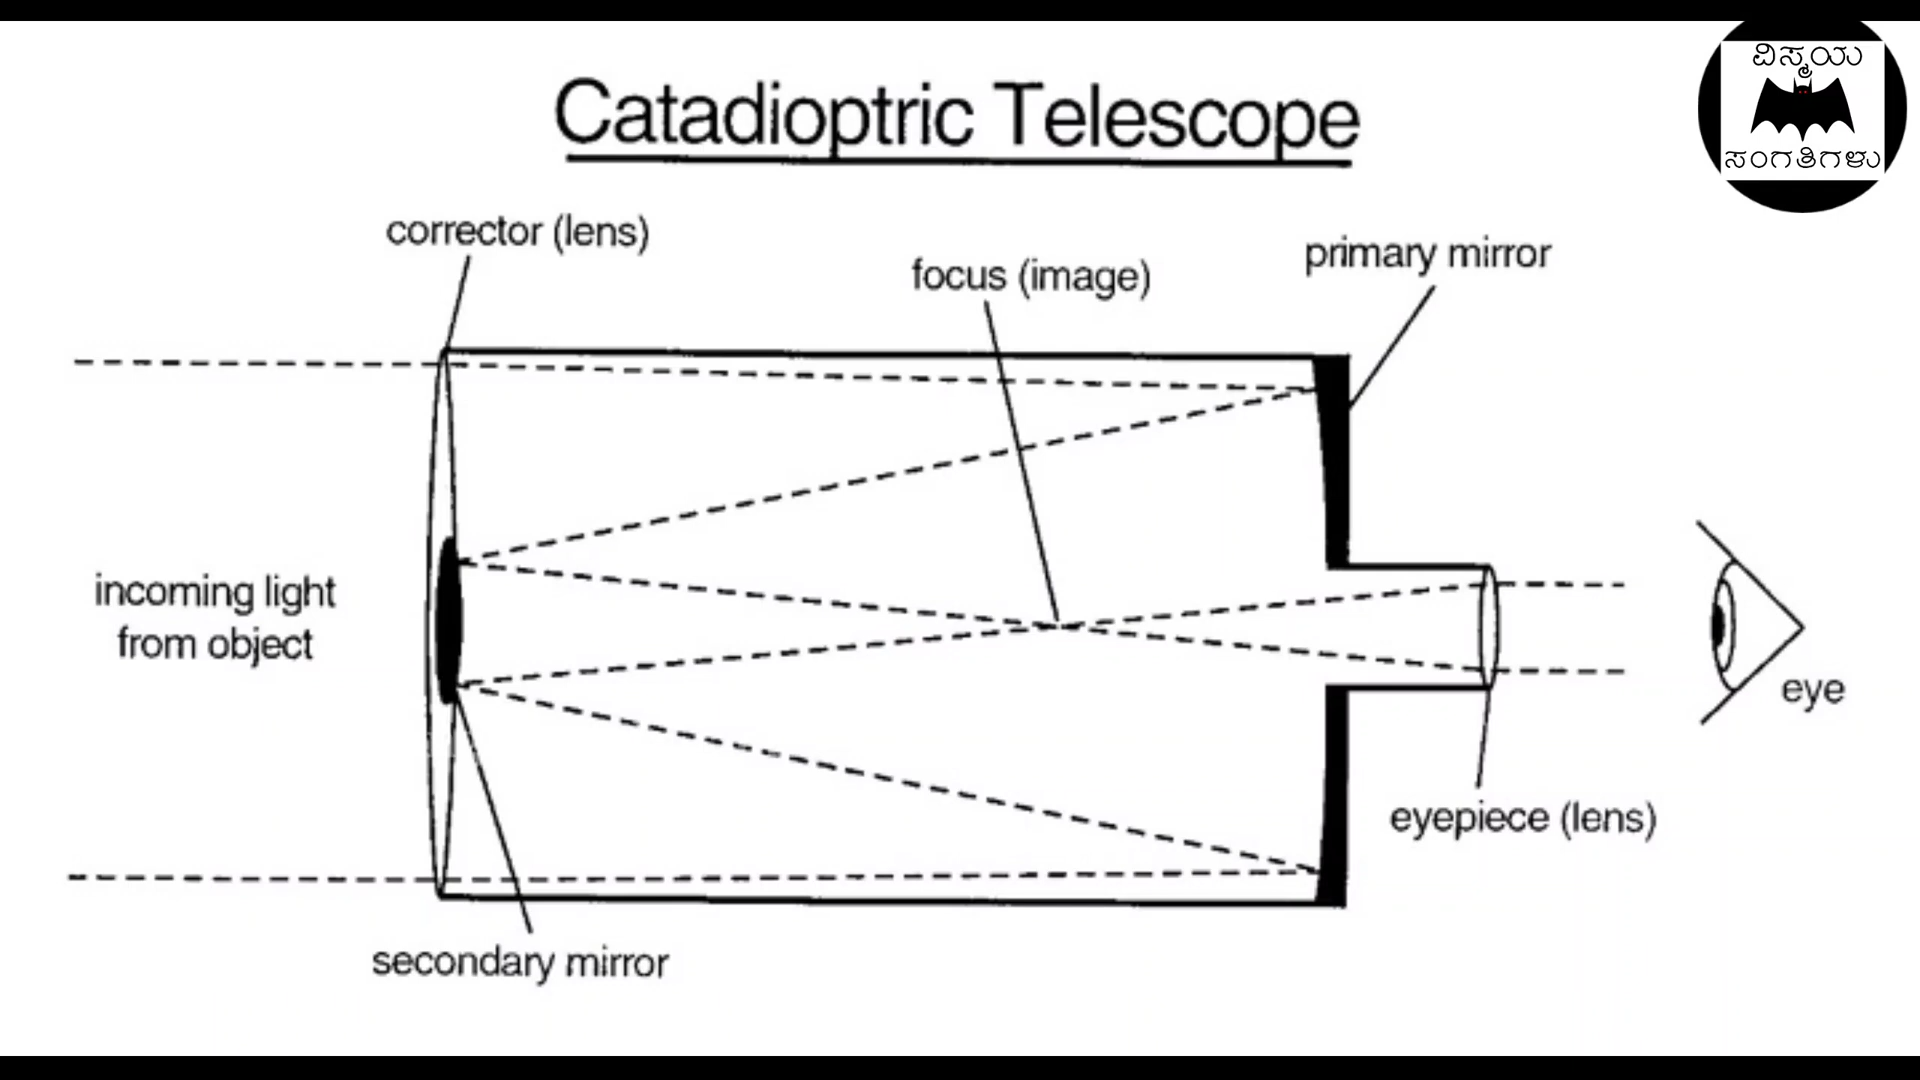 ವಿಸ್ಮಯ
ಸಂಗತಿಗಳು
Catadioptric Telescope
corrector (lens)
focus (image)
primary mirror
incoming light
from object
eye
eyepiece (lens)
secondary mirror